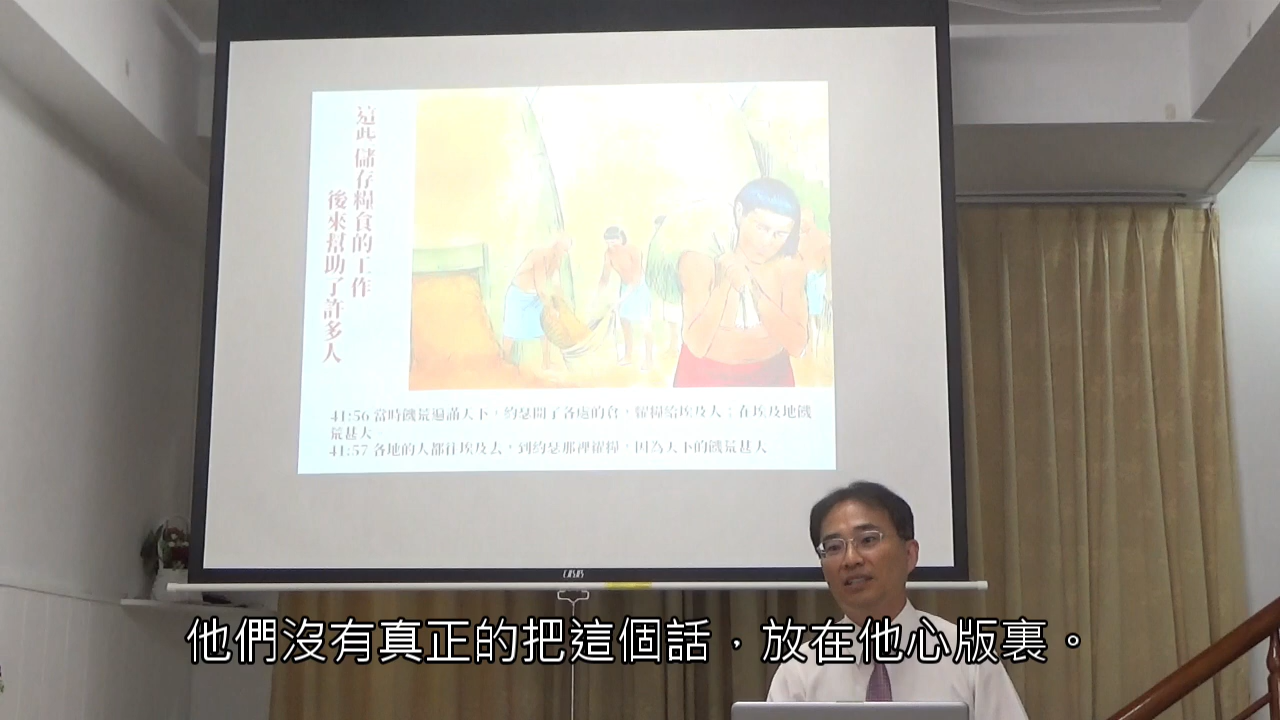 這些 儲存糧食的工作
後來幫助了許多人
41:56 當時饑荒遍滿天下，約瑟開了各處的倉，糶糧給埃及人；在埃及地饑
荒甚大
41:57 各地的人都往埃及去，到約瑟那裡糴糧，因為天下的饑荒甚大
CASOS
他們沒有真正的把這個話，放在他心版裏。